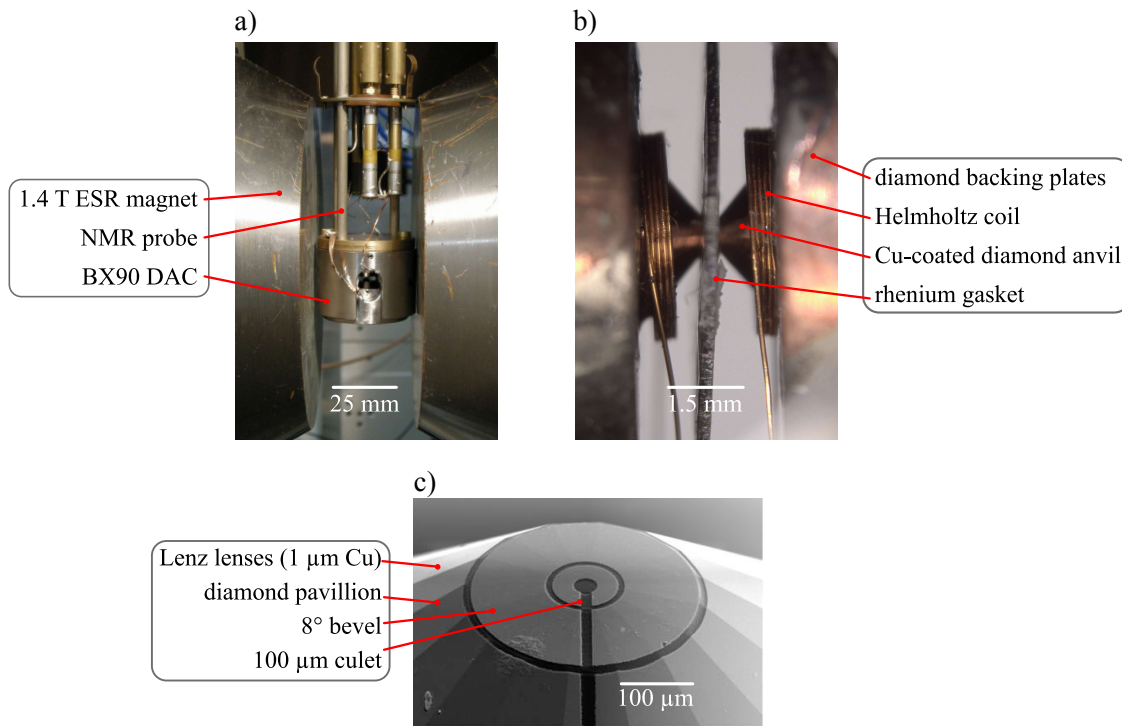 a)
1.4 T ESR magnet
NMR probe
BX90 DAC
25 mm
b)
diamond backing plates
Helmholtz coil
Cu-coated diamond anvil
rhenium gasket
1.5 mm
c)
Lenz lenses (1 µm Cu)
diamond pavillion
8° bevel
100 µm culet
100 µm